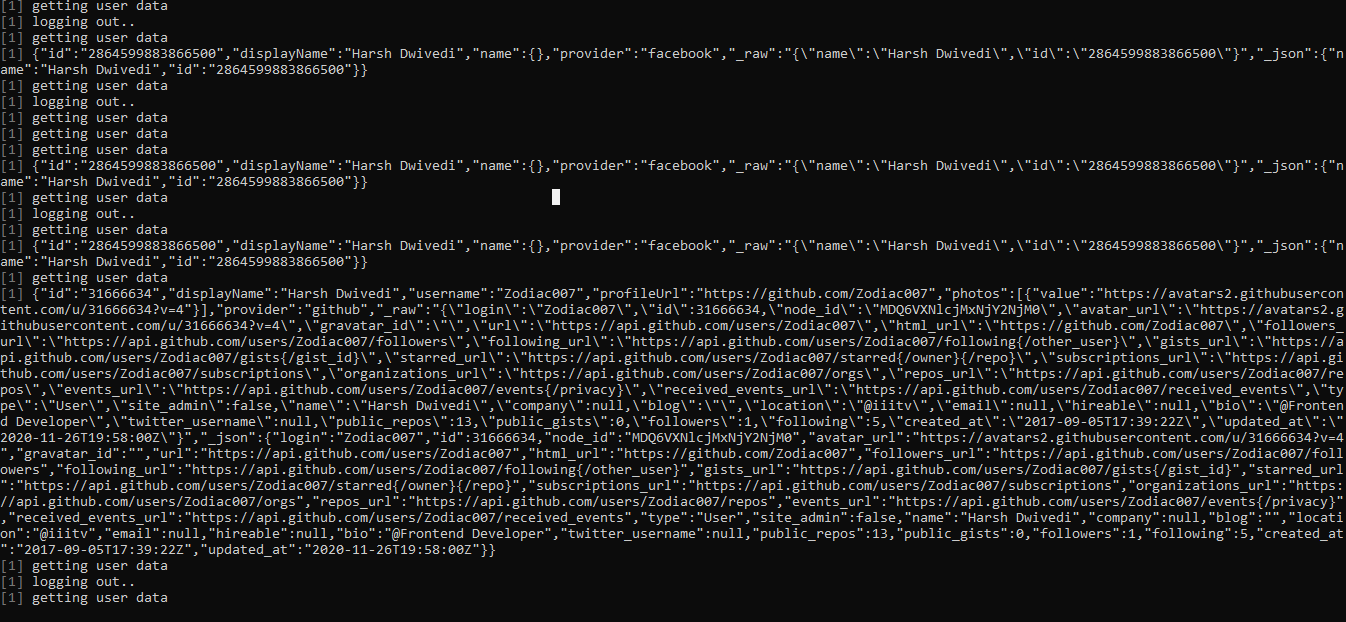 [1] getting user data
[1] logging out..
[1] getting user data
[1] {"id":"2864599883866500","displayName":"Harsh Dwivedi","name":{},"provider":"facebook","_raw":"{\"name\":\"Harsh Dwivedi\",\"id\":\"2864599883866500\"}","_json":{"n
ame":"Harsh Dwivedi","id":"2864599883866500"}}
[1] getting user data
[1] logging out..
[1] getting user data
[1] getting user data
[1] getting user data
[1] {"id":"2864599883866500","displayName":"Harsh Dwivedi","name":{},"provider":"facebook","_raw":"{\"name\":\"Harsh Dwivedi\",\"id\":\"2864599883866500\"}","_json":{"n
ame":"Harsh Dwivedi","id":"2864599883866500"}}
[1] getting user data
[1] logging out..
[1] getting user data
[1] {"id":"2864599883866500","displayName":"Harsh Dwivedi","name":{},"provider":"facebook","_raw":"{\"name\":\"Harsh Dwivedi\",\"id\":\"2864599883866500\"}","_json":{"n
ame":"Harsh Dwivedi","id":"2864599883866500"}}
[1] getting user data
[1] {"id":"31666634","displayName":"Harsh Dwivedi","username":"Zodiac007","profileUrl":"https://github.com/Zodiac007","photos":[{"value":"https://avatars2.githubusercon
tent.com/u/31666634?v=4"}],"provider":"github","_raw":"{\"login\":\"Zodiac007\",\"id\":31666634,\"node_id\":\"MDQ6VXNlcjMxNjY2NjM0\",\"avatar_url\":\"https://avatars2.g
ithubusercontent.com/u/31666634?v=4\",\"gravatar_id\":\"\",\"url\":\"https://api.github.com/users/Zodiac007\",\"html_url\":\"https://github.com/Zodiac007\",\"followers_
url\":\"https://api.github.com/users/Zodiac007/followers\",\"following_url\":\"https://api.github.com/users/Zodiac007/following{/other_user}\",\"gists_url\":\"https://a
pi.github.com/users/Zodiac007/gists{/gist_id}\",\"starred_url\":\"https://api.github.com/users/Zodiac007/starred{/owner}{/repo}\",\"subscriptions_url\":\"https://api.gi
thub.com/users/Zodiac007/subscriptions\",\"organizations_url\":\"https://api.github.com/users/Zodiac007/orgs\",\"repos_url\":\"https://api.github.com/users/Zodiac007/re
pos\",\"events_url\":\"https://api.github.com/users/Zodiac007/events{/privacy}\",\"received_events_url\":\"https://api.github.com/users/Zodiac007/received_events\",\"ty
pe\":\"User\",\"site_admin\":false,\"name\":\"Harsh Dwivedi\",\"company\":null,\"blog\":\"\",\"location\":\"@iiitv\",\"email\":null,\"hireable\":null,\"bio\":\"@Fronten
d Developer\",\"twitter_username\":null,\"public_repos\":13,\"public_gists\":0,\"followers\":1,\"following\":5,\"created_at\":\"2017-09-05T17:39:22Z\",\"updated_at\":\"
2020-11-26T19:58:00Z\"}","_json":{"login":"Zodiac007","id":31666634,"node_id":"MDQ6VXNlcjMxNjY2NjM0","avatar_url":"https://avatars2.githubusercontent.com/u/31666634?v=4
","gravatar_id":"","url":"https://api.github.com/users/Zodiac007","html_url":"https://github.com/Zodiac007","followers_url":"https://api.github.com/users/Zodiac007/foll
owers","following_url":"https://api.github.com/users/Zodiac007/following{/other_user}","gists_url":"https://api.github.com/users/Zodiac007/gists{/gist_id}","starred_url
":"https://api.github.com/users/Zodiac007/starred{/owner}{/repo}","subscriptions_url":"https://api.github.com/users/Zodiac007/subscriptions","organizations_url":"https:
//api.github.com/users/Zodiac007/orgs","repos_url":"https://api.github.com/users/Zodiac007/repos","events_url":"https://api.github.com/users/Zodiac007/events{/privacy}"
,"received_events_url":"https://api.github.com/users/Zodiac007/received_events","type":"User","site_admin":false,"name":"Harsh Dwivedi","company":null,"blog":"","locati
on":"@iiitv","email":null,"hireable":null,"bio":"@Frontend Developer","twitter_username":null,"public_repos":13,"public_gists":0,"followers":1,"following":5,"created_at
":"2017-09-05T17:39:22Z","updated_at":"2020-11-26T19:58:00Z"}}
[1] getting user data
[1] logging out..
[1] getting user data